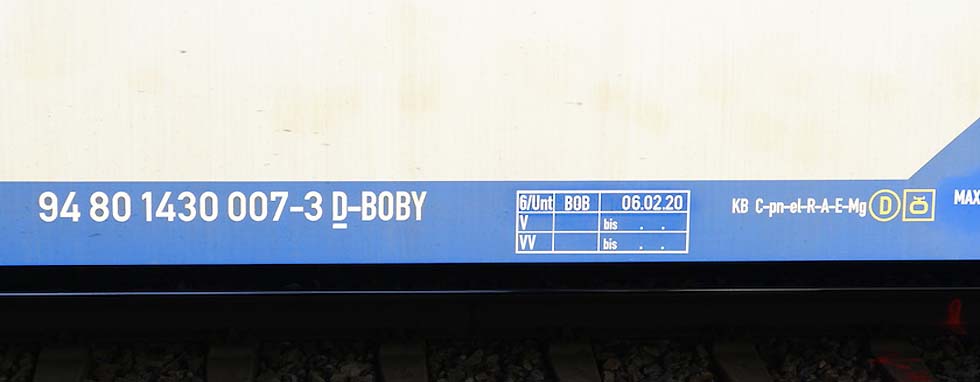 94 80 1430 007-3 D-BOBY
6/Unt BOB 06.02.20
V bis . .
VV bis . .
KB C-pn-el-R-A-E-Mg D
MAX